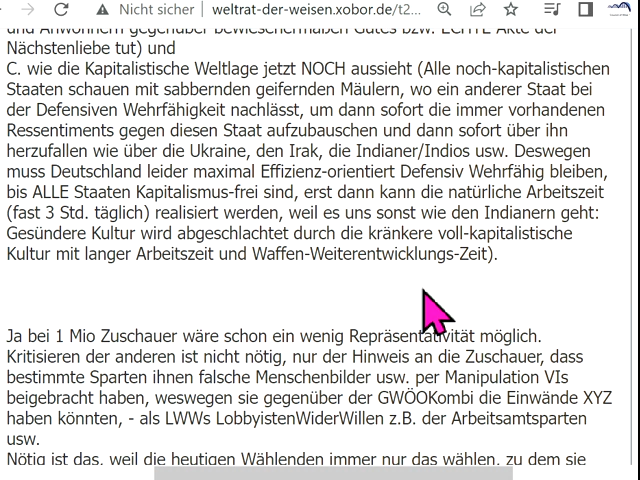 Nicht sicher | weltrat-der-weisen.xobor.de/t2...
und Anwohnern gegenüber bewiesenermaßen Gutes bzw. ECHTE Akte der
Nächstenliebe tut) und
C. wie die Kapitalistische Weltlage jetzt NOCH aussieht (Alle noch-kapitalistischen
Staaten schauen mit sabbernden geifernden Mäulern, wo ein anderer Staat bei
der Defensiven Wehrfähigkeit nachlässt, um dann sofort die immer vorhandenen
Ressentiments gegen diesen Staat aufzubauschen und dann sofort über ihn
herzufallen wie über die Ukraine, den Irak, die Indianer/Indios usw. Deswegen
muss Deutschland leider maximal Effizienz-orientiert Defensiv Wehrfähig bleiben,
bis ALLE Staaten Kapitalismus-frei sind, erst dann kann die natürliche Arbeitszeit
(fast 3 Std. täglich) realisiert werden, weil es uns sonst wie den Indianern geht:
Gesündere Kultur wird abgeschlachtet durch die kränkere voll-kapitalistische
Kultur mit langer Arbeitszeit und Waffen-Weiterentwicklungs-Zeit).
Ja bei 1 Mio Zuschauer wäre schon ein wenig Repräsentativität möglich.
Kritisieren der anderen ist nicht nötig, nur der Hinweis an die Zuschauer, dass
bestimmte Sparten ihnen falsche Menschenbilder usw. per Manipulation VIs
beigebracht haben, weswegen sie gegenüber der GWÖOKombi die Einwände XYZ
haben könnten, - als LWWs LobbyistenWiderWillen z.B. der Arbeitsamtsparten
usw.
Nötig ist das, weil die heutigen Wählenden immer nur das wählen, zu dem sie